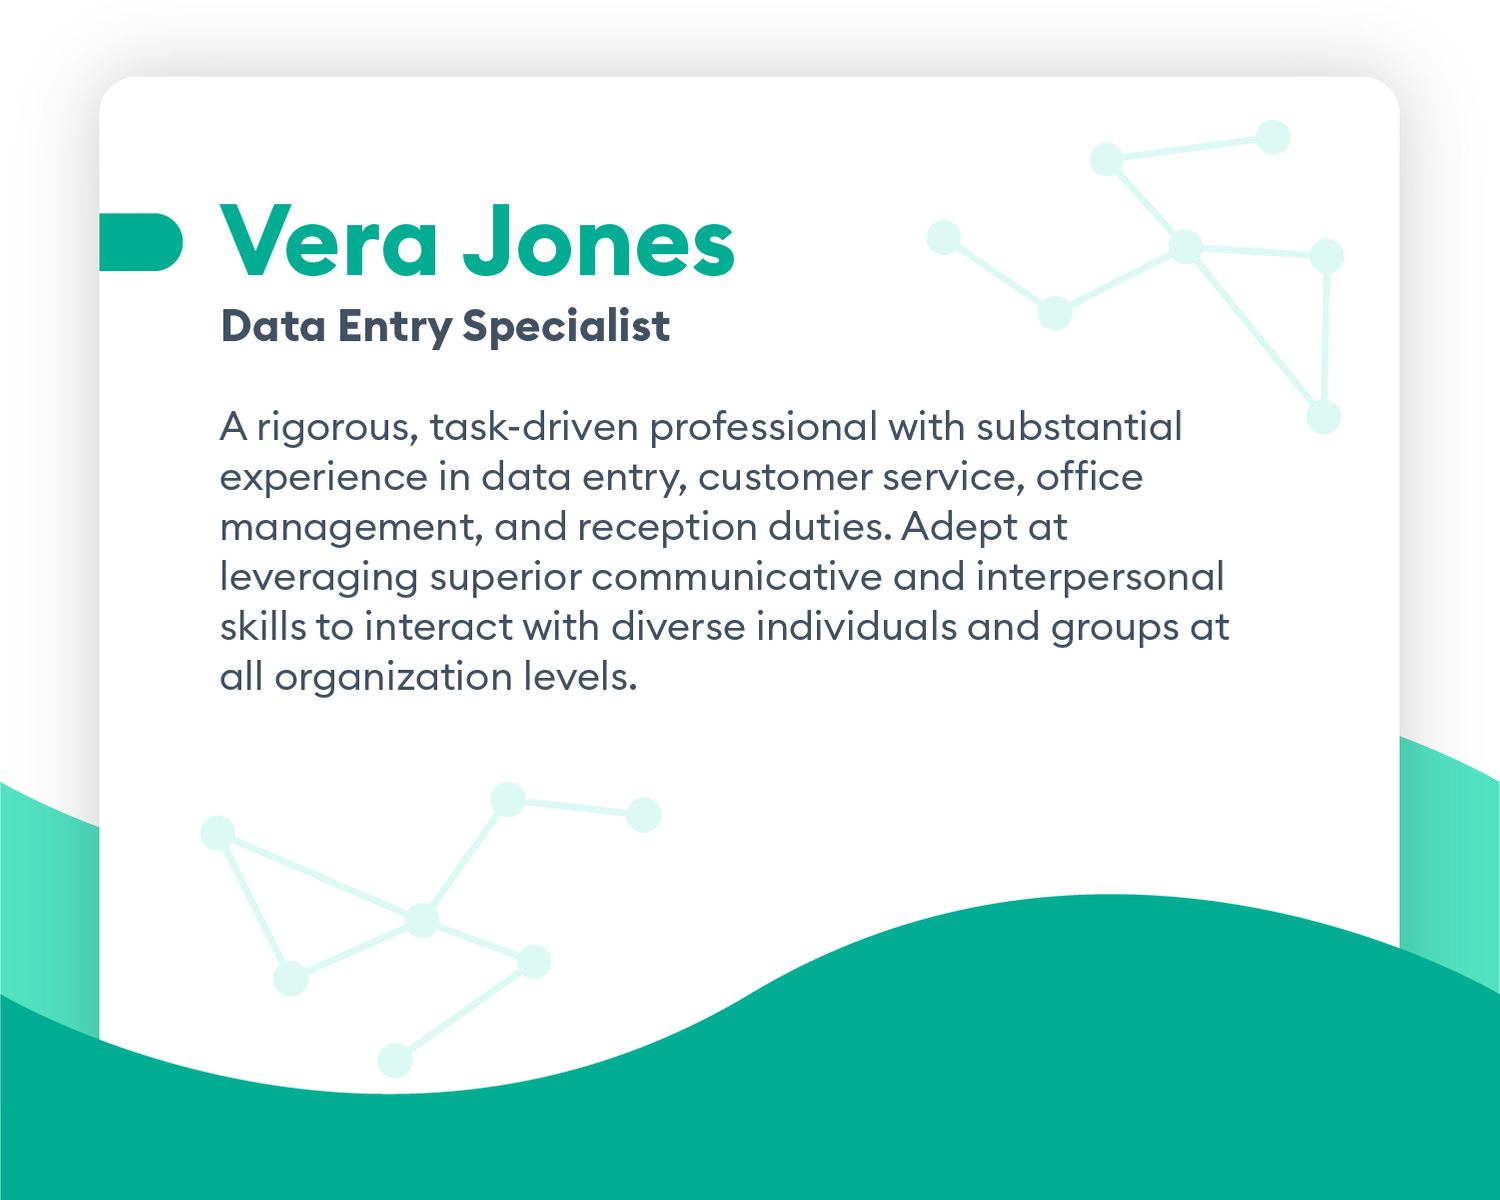 Vera Jones
Data Entry Specialist
A rigorous, task-driven professional with substantial
experience in data entry, customer service, office
management, and reception duties. Adept at
leveraging superior communicative and interpersonal
skills to interact with diverse individuals and groups at
all organization levels.